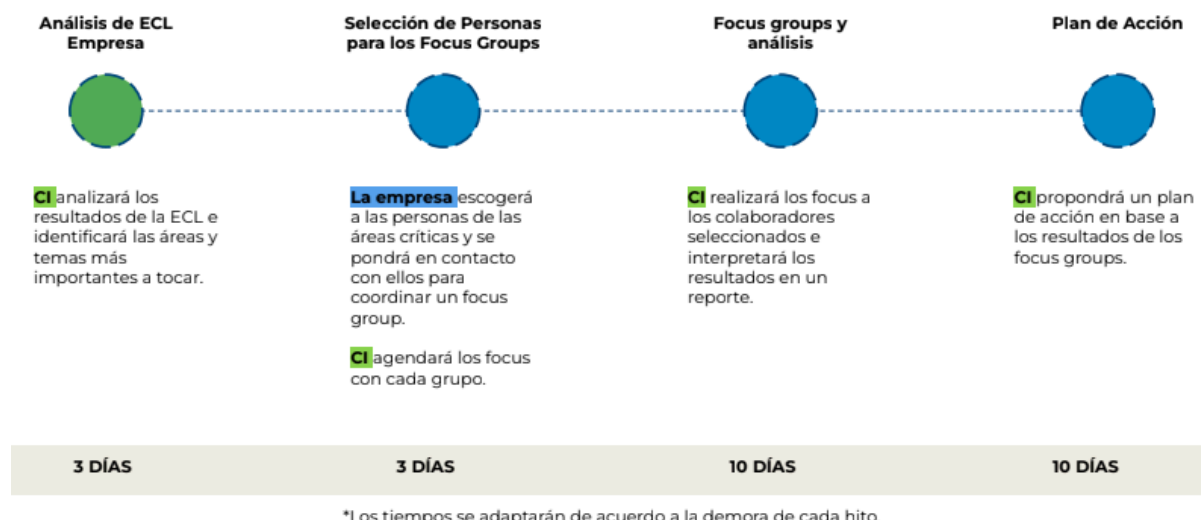 Análisis de ECL
Empresa
Selección de Personas
para los Focus Groups
Focus groups y
análisis
Plan de Acción
CI analizará los
resultados de la ECL e
identificará las áreas y
temas más
importantes a tocar.
La empresa escogerá
a las personas de las
áreas críticas y se
pondrá en contacto
con ellos para
coordinar un focus
group.
CI agendará los focus
con cada grupo.
CI realizará los focus a
los colaboradores
seleccionados e
interpretará los
resultados en un
reporte.
CI propondrá un plan
de acción en base a
los resultados de los
focus groups.
3 DÍAS
3 DÍAS
10 DÍAS
10 DÍAS
*Los tiempos se adaptarán de acuerdo a la demora de cada hito